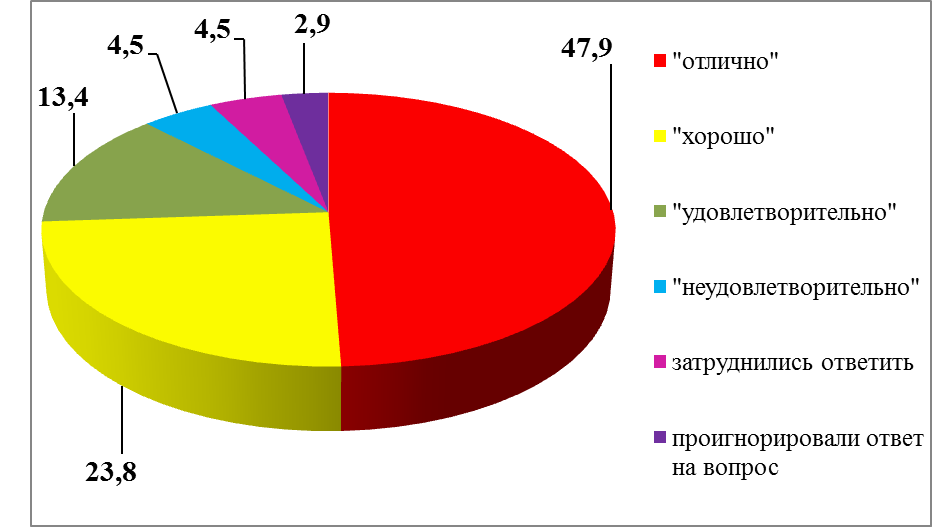 2,9
4,5
4,5
47,9
13,4
23,8
"отлично"
"хорошо"
"удовлетворительно"
"неудовлетворительно"
затруднились ответить
проигнорировали ответ
на вопрос